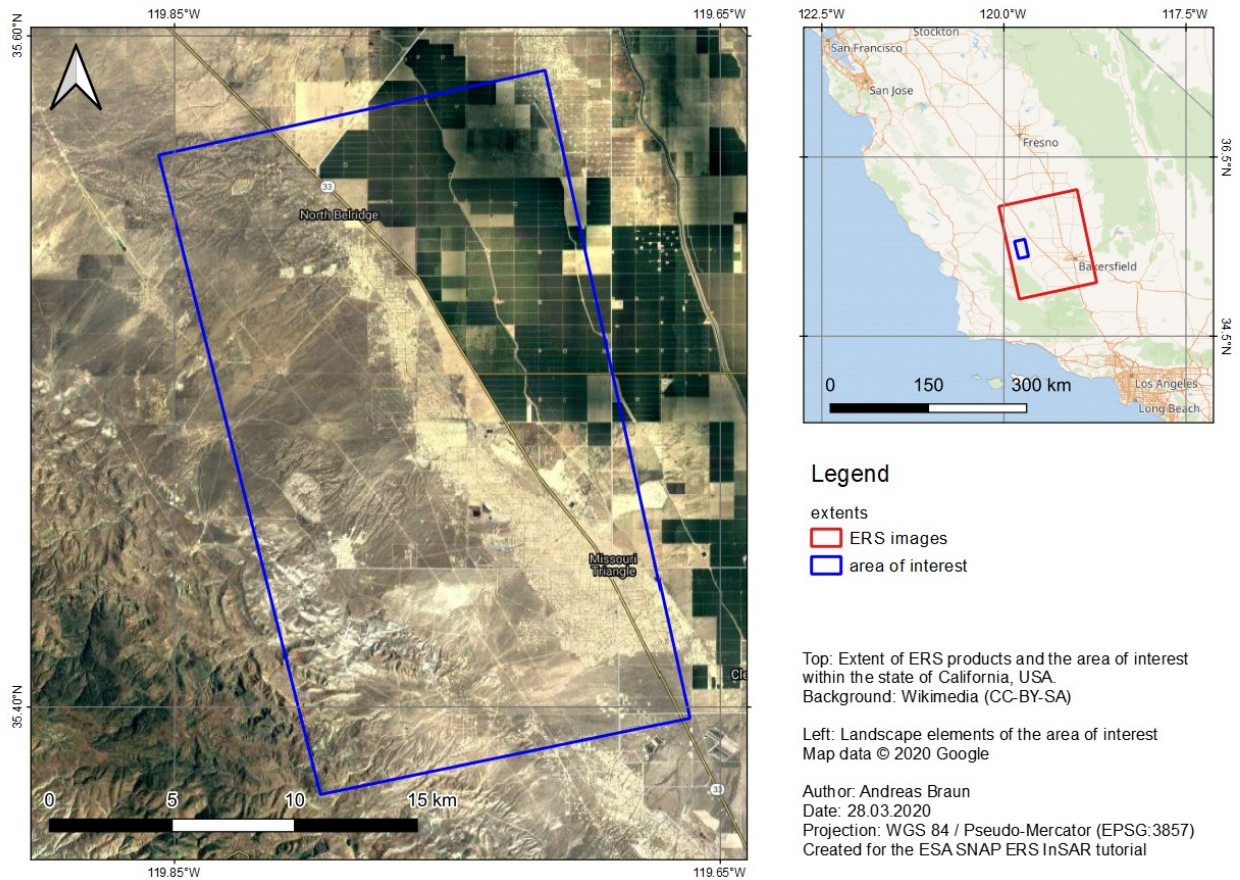 119.85°W
119.65°W
35.60°N
33
North Belridge
Missouri
Triangle
Cle
35.40°N
33
0 5 10 15 km
119.85°W
119.65°W
122.5°W
120.0°W
117.5°W
Stockton
San Francisco
San Jose
Fresno
36.5°N
Bakersfield
34.5°N
0 150 300 km
Los Angeles
Long Beach
Legend
extents
ERS images
area of interest
Top: Extent of ERS products and the area of interest
within the state of California, USA.
Background: Wikimedia (CC-BY-SA)
Left: Landscape elements of the area of interest
Map data © 2020 Google
Author: Andreas Braun
Date: 28.03.2020
Projection: WGS 84 / Pseudo-Mercator (EPSG:3857)
Created for the ESA SNAP ERS InSAR tutorial